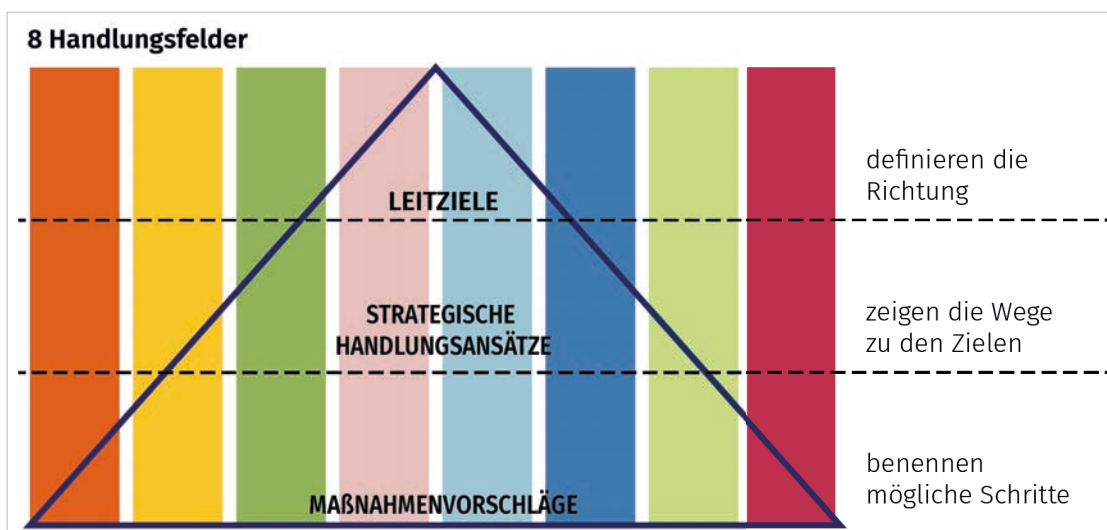 8 Handlungsfelder
definieren die
Richtung
LEITZIELE
STRATEGISCHE
HANDLUNGSANSÄTZE
zeigen die Wege
zu den Zielen
benennen
mögliche Schritte
MAßNAHMENVORSCHLÄGE